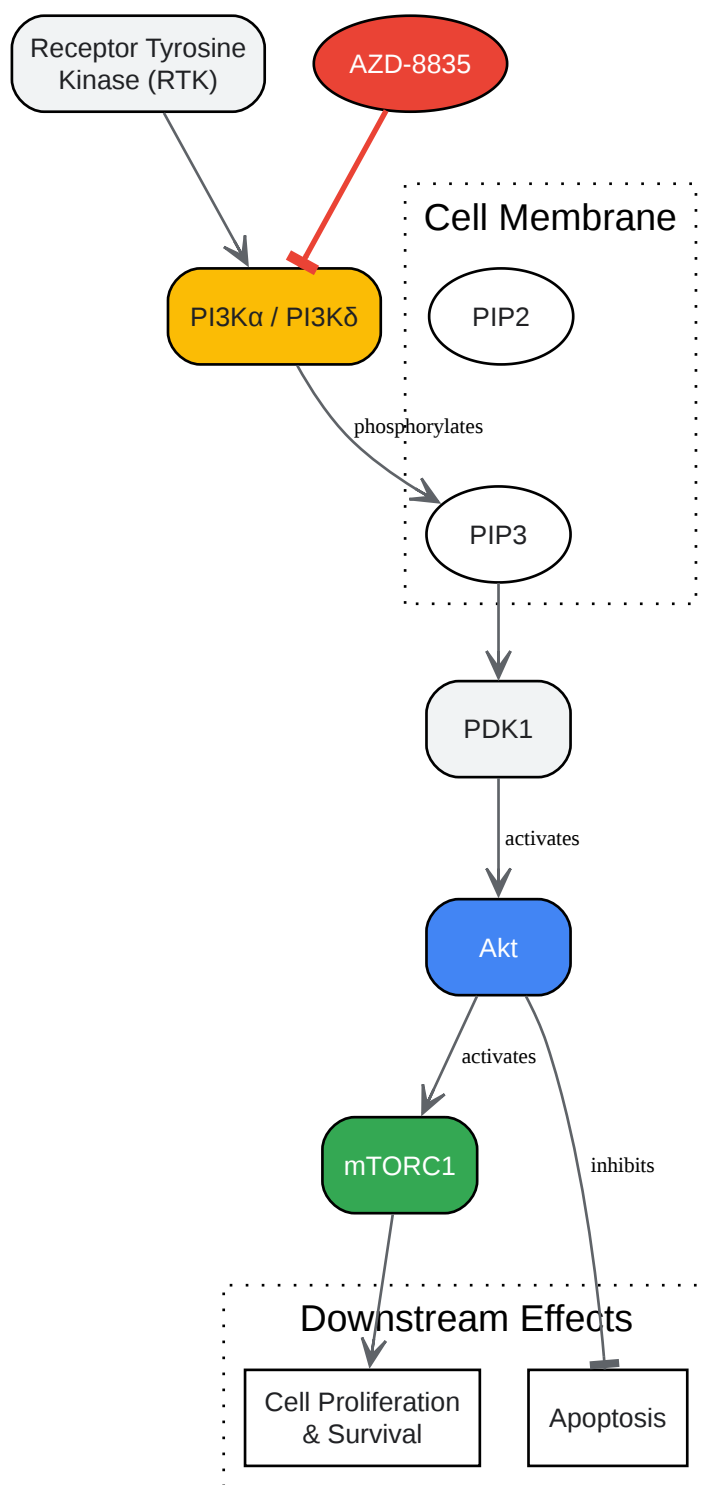 Receptor Tyrosine
Kinase (RTK)
AZD-8835
Cell Membrane
PI3Kα / PI3Kδ
PIP2
phosphorylates
PIP3
PDK1
activates
Akt
activates
mTORC1
inhibits
Downstream Effects
Cell Proliferation
& Survival
Apoptosis